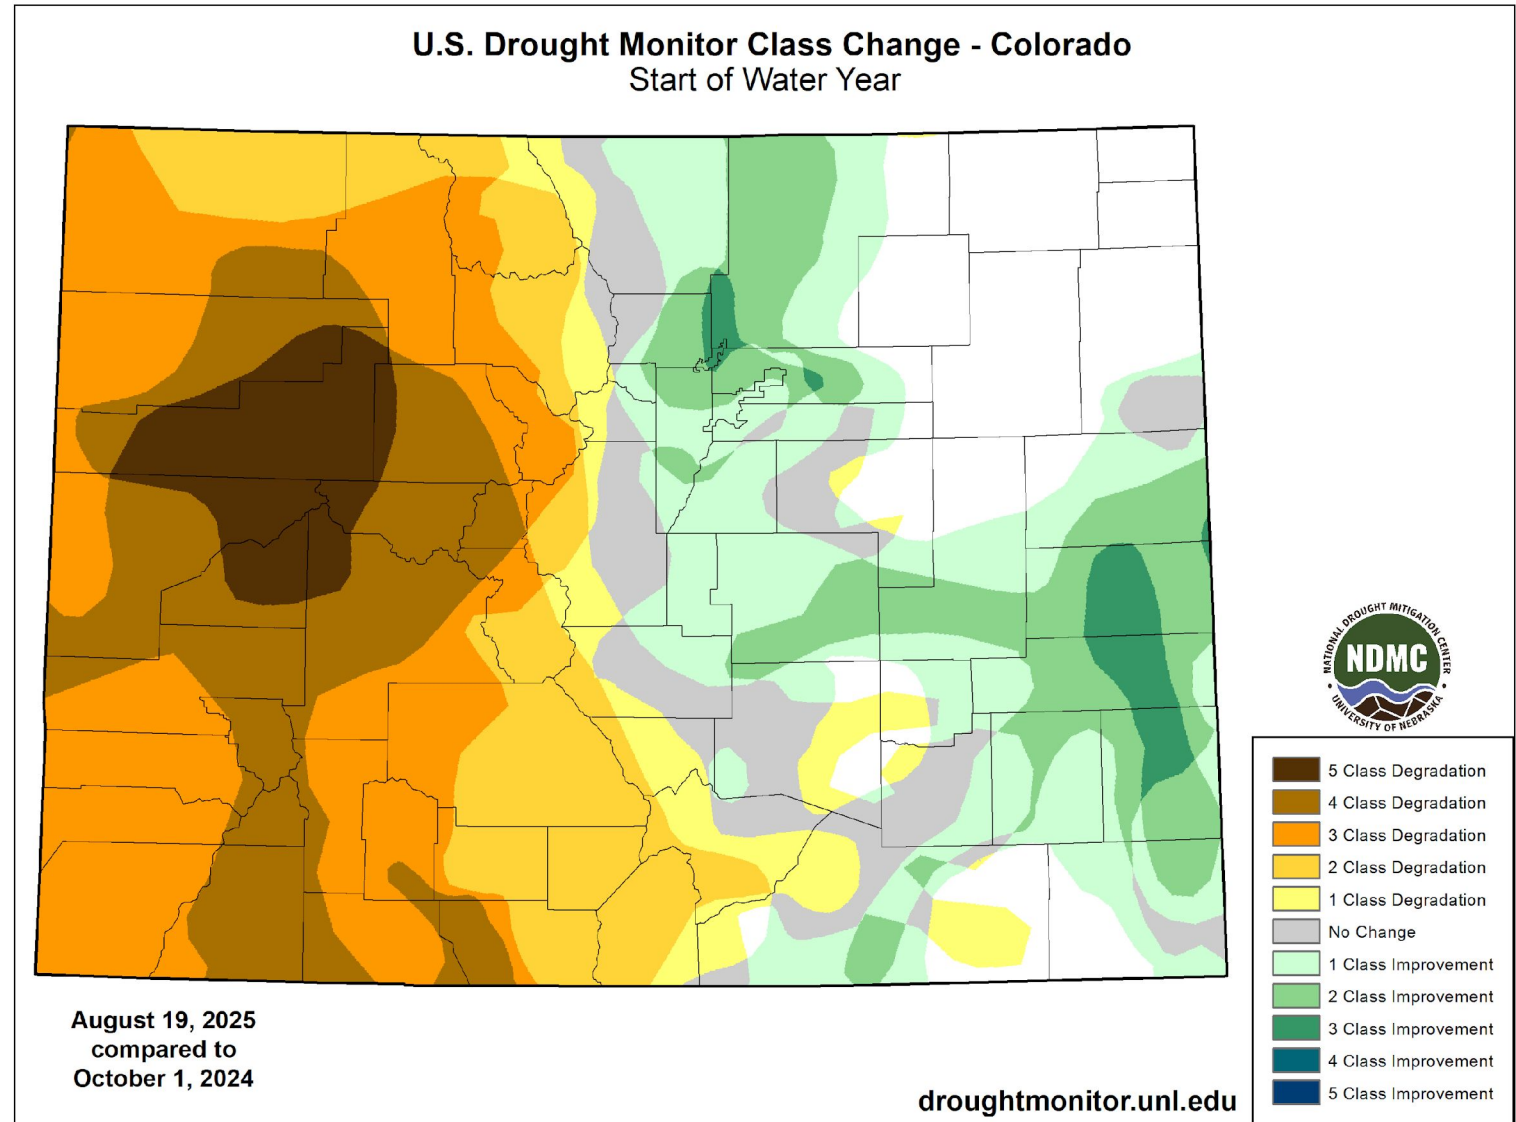 U.S. Drought Monitor Class Change - Colorado
Start of Water Year
NATIONAL DROUGHT MITIGATION CENTER
NDMC
UNIVERSITY OF NEBRASKA
5 Class Degradation
4 Class Degradation
3 Class Degradation
2 Class Degradation
1 Class Degradation
No Change
1 Class Improvement
2 Class Improvement
3 Class Improvement
4 Class Improvement
5 Class Improvement
August 19, 2025
compared to
October 1, 2024
droughtmonitor.unl.edu